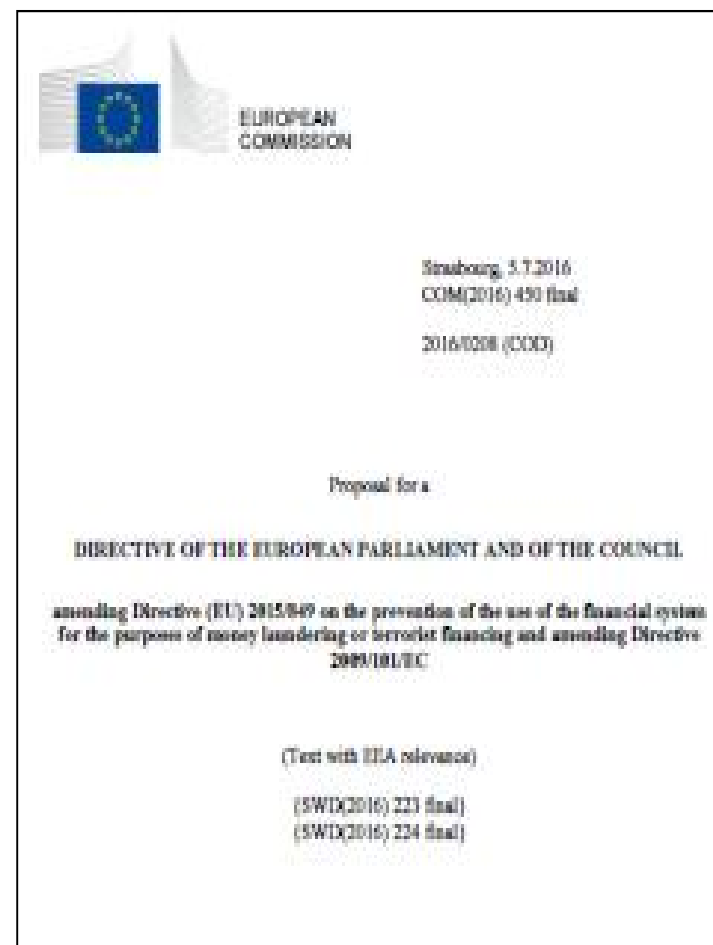 EUROPEAN
COMMISSION
Strasbourg, 5.7.2016
COM(2016) 450 final
2016/0208 (COD)
Proposal for a
DIRECTIVE OF THE EUROPEAN PARLIAMENT AND OF THE COUNCIL
amending Directive (EU) 2015/849 on the prevention of the use of the financial system
for the purposes of money laundering or terrorist financing and amending Directive
2009/101/EC
(Text with EEA relevance)
(SWD(2016) 223 final)
(SWD(2016) 224 final)